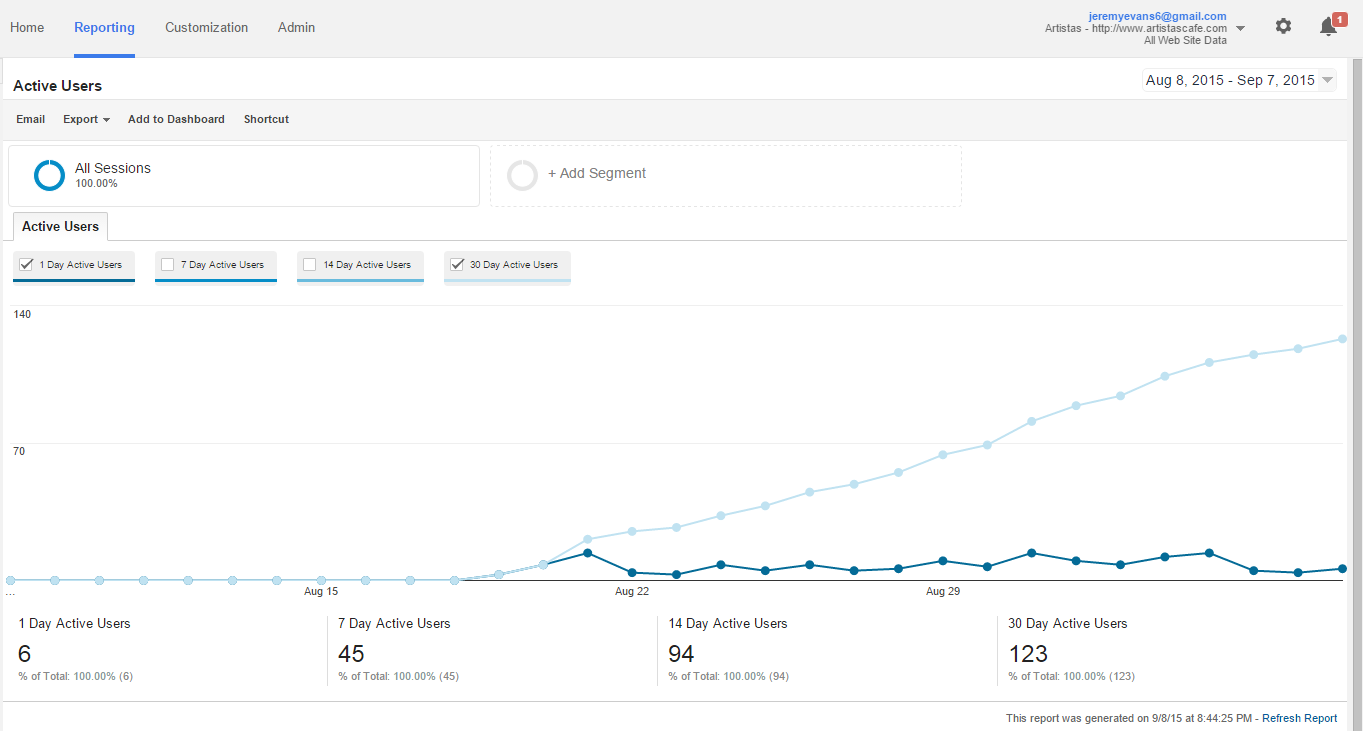 Home Reporting Customization Admin
jeremyevans6@gmail.com
Artistas - http://www.artistascafe.com
All Web Site Data
1
Active Users
Aug 8, 2015 - Sep 7, 2015
Email Export Add to Dashboard Shortcut
All Sessions
100.00%
+ Add Segment
Active Users
1 Day Active Users 7 Day Active Users 14 Day Active Users 30 Day Active Users
140
70
... Aug 15 Aug 22 Aug 29
1 Day Active Users 7 Day Active Users 14 Day Active Users 30 Day Active Users
6 45 94 123
% of Total: 100.00% (6) % of Total: 100.00% (45) % of Total: 100.00% (94) % of Total: 100.00% (123)
This report was generated on 9/8/15 at 8:44:25 PM - Refresh Report